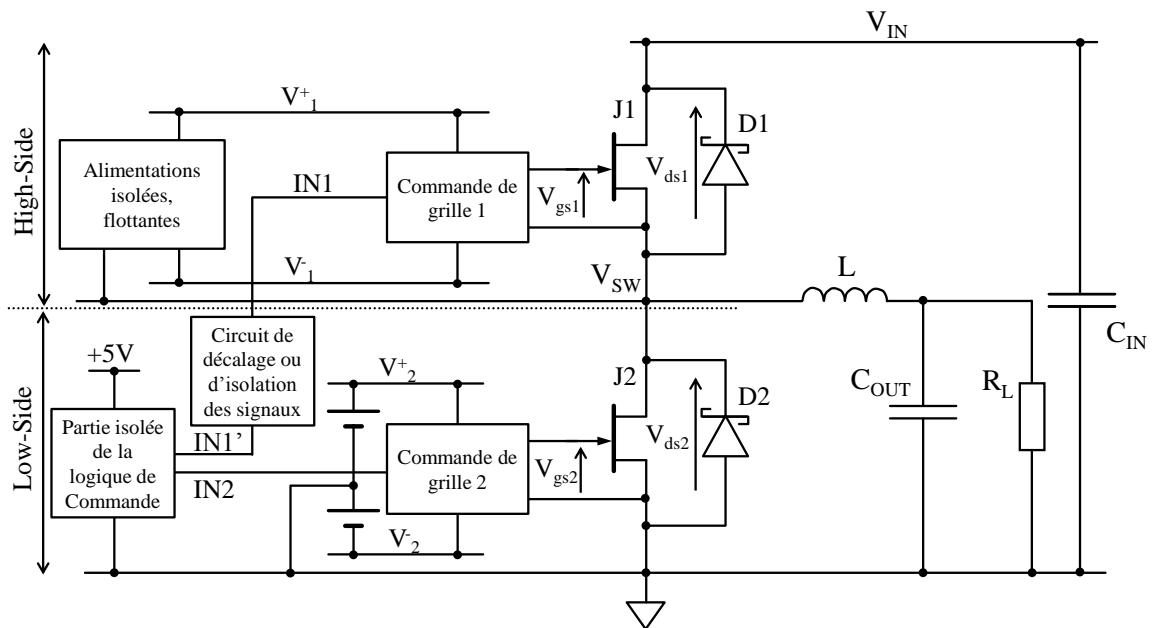 V_IN
High-Side
V⁺₁
J1
D1
Alimentations
isolées,
flottantes
IN1
Commande de
grille 1
V_gs1
V_ds1
V⁻₁
V_SW
L
C_IN
Low-Side
Circuit de
décalage ou
d'isolation
des signaux
+5V
V⁺₂
J2
D2
C_OUT
R_L
Partie isolée
de la
logique de
Commande
IN1'
IN2
Commande de
grille 2
V_gs2
V_ds2
V⁻₂